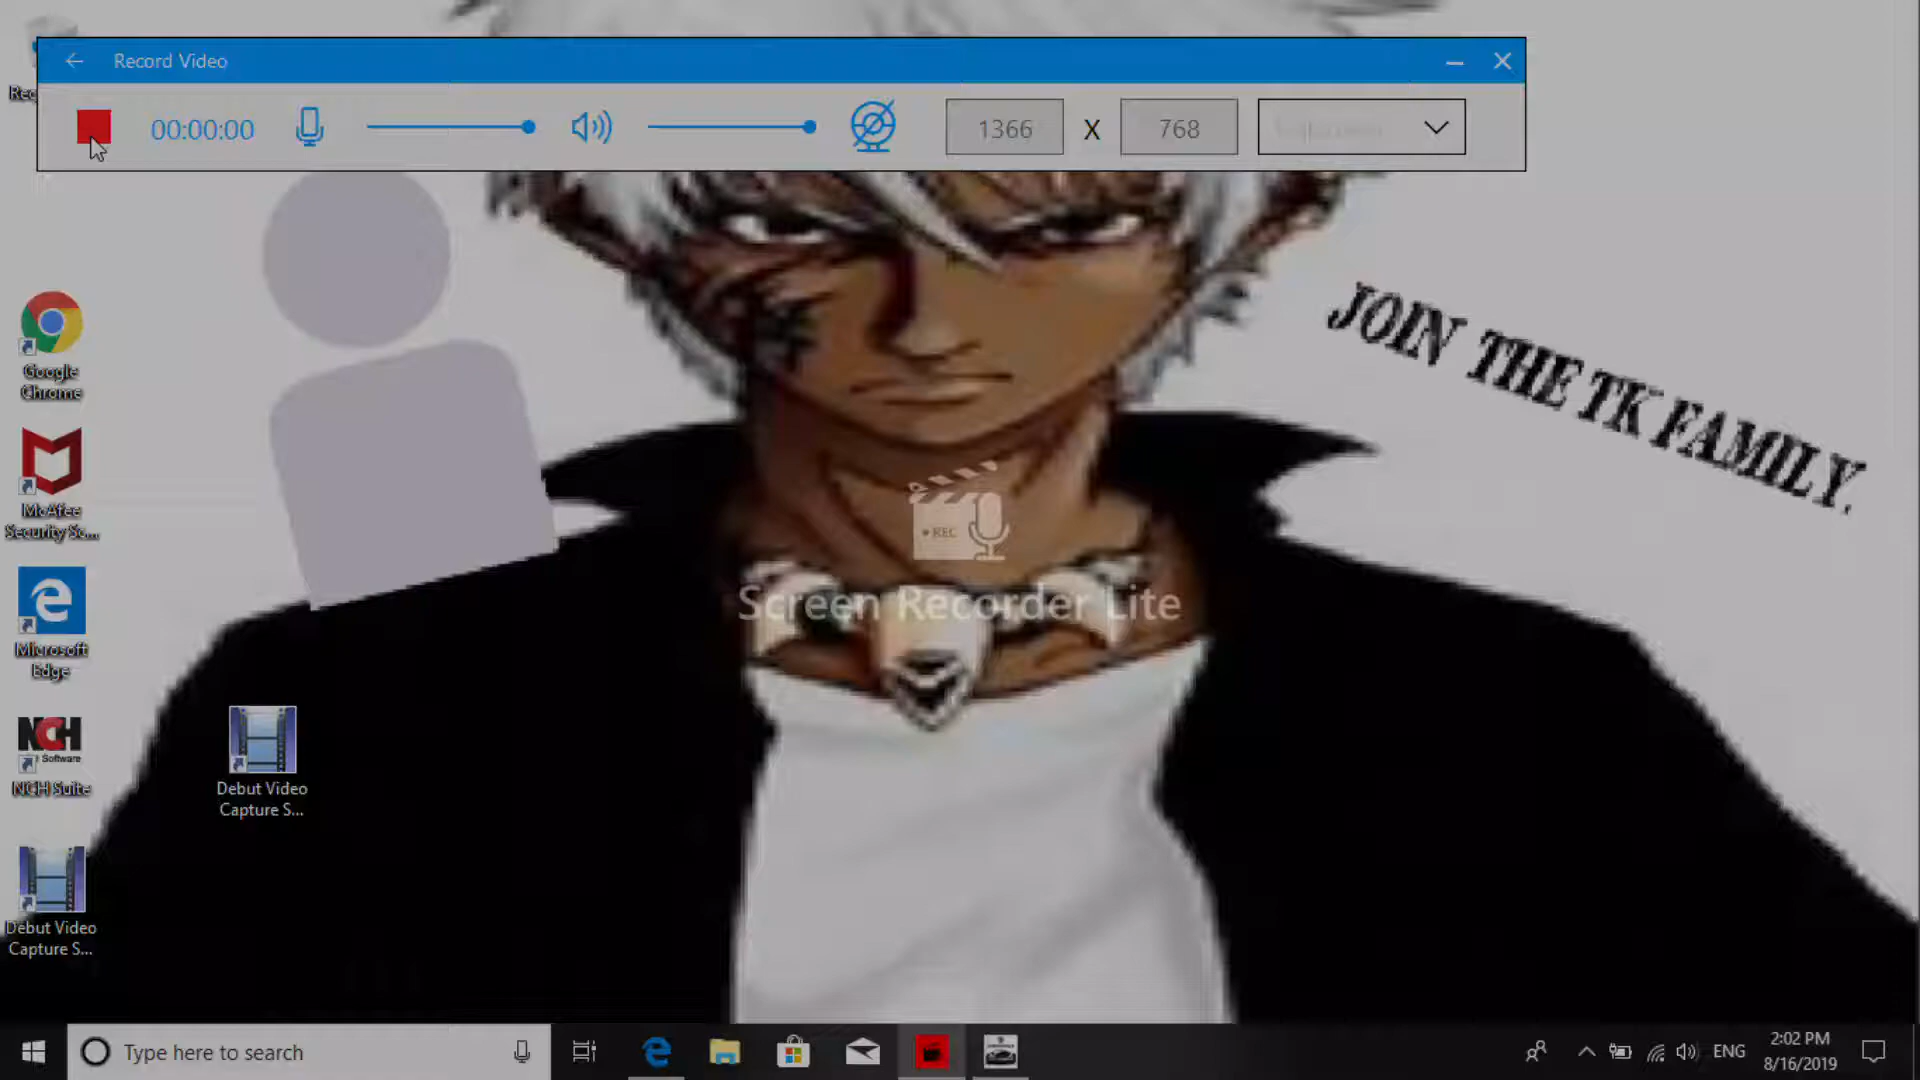 Record Video
00:00:00
1366 X 768
Google
Chrome
McAfee
Security Sc...
Microsoft
Edge
NCH
Software
NCH Suite
Debut Video
Capture S...
Debut Video
Capture S...
JOIN THE TK FAMILY.
REC
Screen Recorder Lite
Type here to search
ENG
2:02 PM
8/16/2019